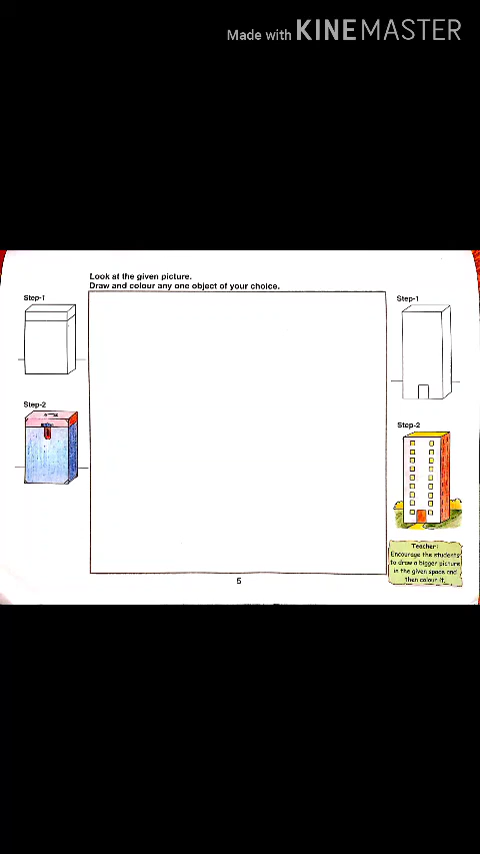 Made with KINEMASTER
Look at the given picture.
Draw and colour any one object of your choice.
Step-1
Step-2
Step-1
Step-2
Teacher:
Encourage the students
to draw a bigger picture
in the given space and
then colour it.
5